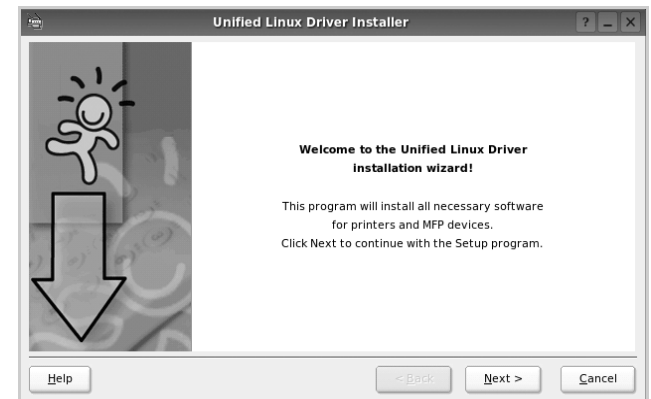 Unified Linux Driver Installer
?
Welcome to the Unified Linux Driver
installation wizard!
This program will install all necessary software
for printers and MFP devices.
Click Next to continue with the Setup program.
Help
< Back
Next >
Cancel